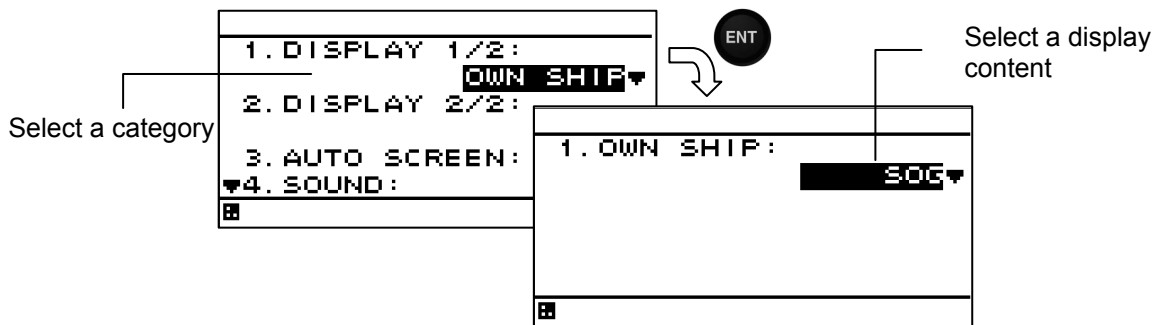 1.DISPLAY 1/2:
OWN SHIP▼
2.DISPLAY 2/2:
3.AUTO SCREEN:
▼4.SOUND:
Select a category
ENT
1.OWN SHIP:
SOG▼
Select a display
content